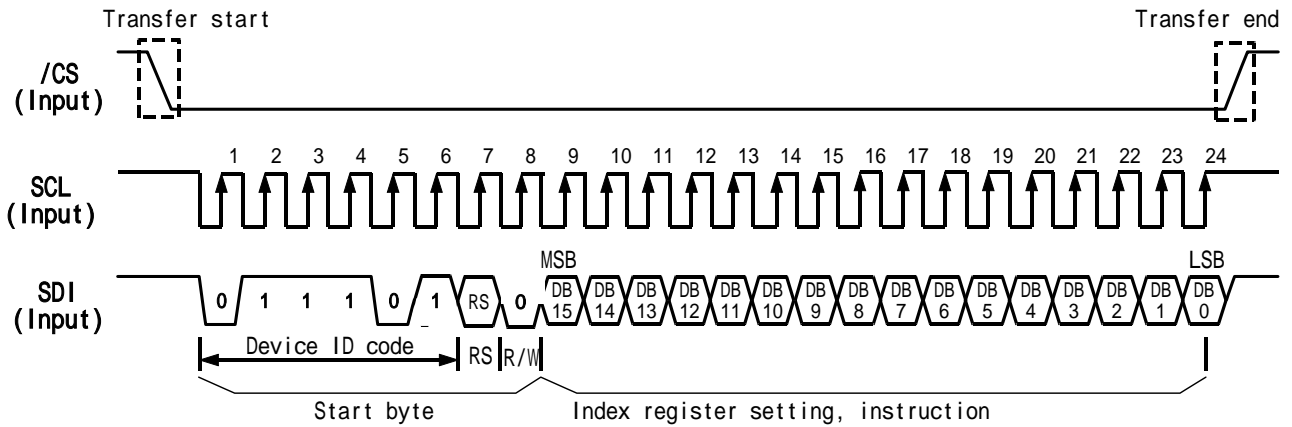 Transfer start Transfer end
/CS
(Input)
1 2 3 4 5 6 7 8 9 10 11 12 13 14 15 16 17 18 19 20 21 22 23 24
SCL
(Input)
MSB LSB
SDI
(Input)
0 1 1 1 0 1 RS 0 DB 15 DB 14 DB 13 DB 12 DB 11 DB 10 DB 9 DB 8 DB 7 DB 6 DB 5 DB 4 DB 3 DB 2 DB 1 DB 0
Device ID code RS R/W
Start byte Index register setting, instruction